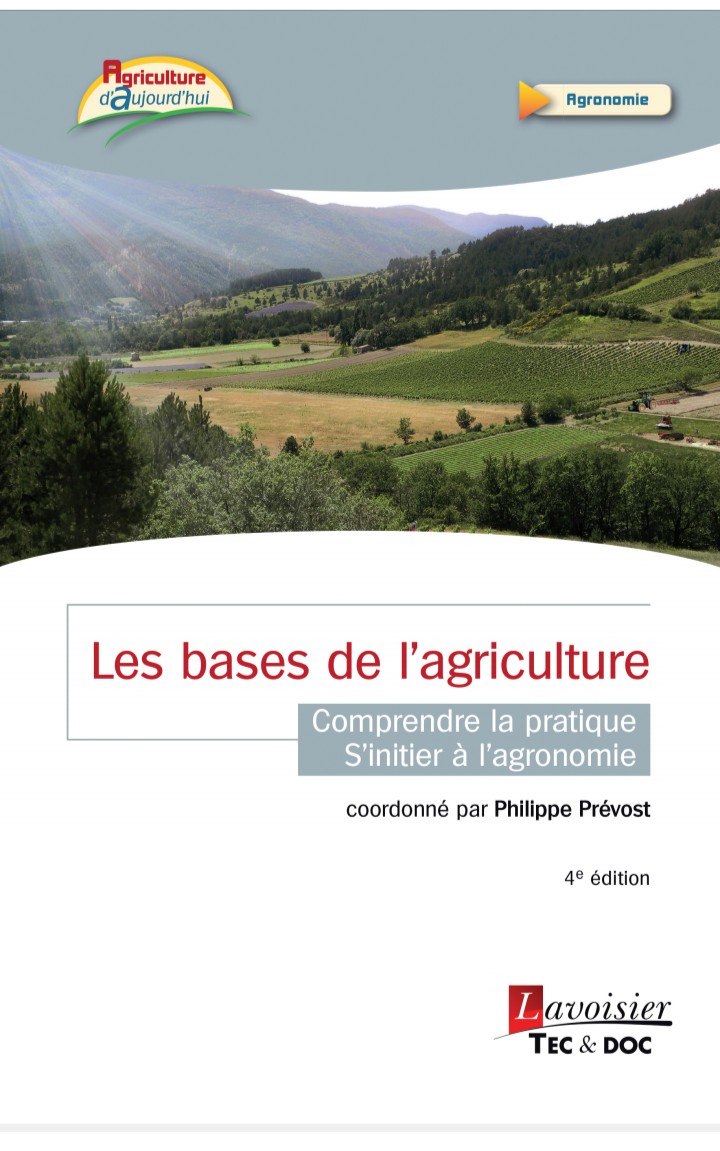 Agriculture
d'aujourd'hui
Agronomie
Les bases de l'agriculture
Comprendre la pratique
S'initier à l'agronomie
coordonné par Philippe Prévost
4e édition
Lavoisier
TEC & DOC